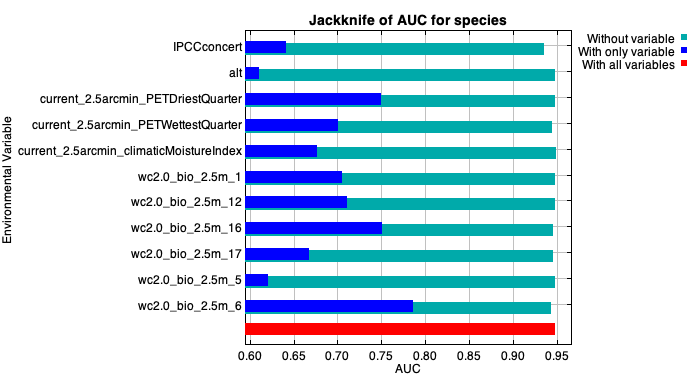 Jackknife of AUC for species
Without variable
With only variable
With all variables
Environmental Variable
IPCCconcert
alt
current_2.5arcmin_PETDriestQuarter
current_2.5arcmin_PETWettestQuarter
current_2.5arcmin_climaticMoistureIndex
wc2.0_bio_2.5m_1
wc2.0_bio_2.5m_12
wc2.0_bio_2.5m_16
wc2.0_bio_2.5m_17
wc2.0_bio_2.5m_5
wc2.0_bio_2.5m_6
0.60 0.65 0.70 0.75 0.80 0.85 0.90 0.95
AUC